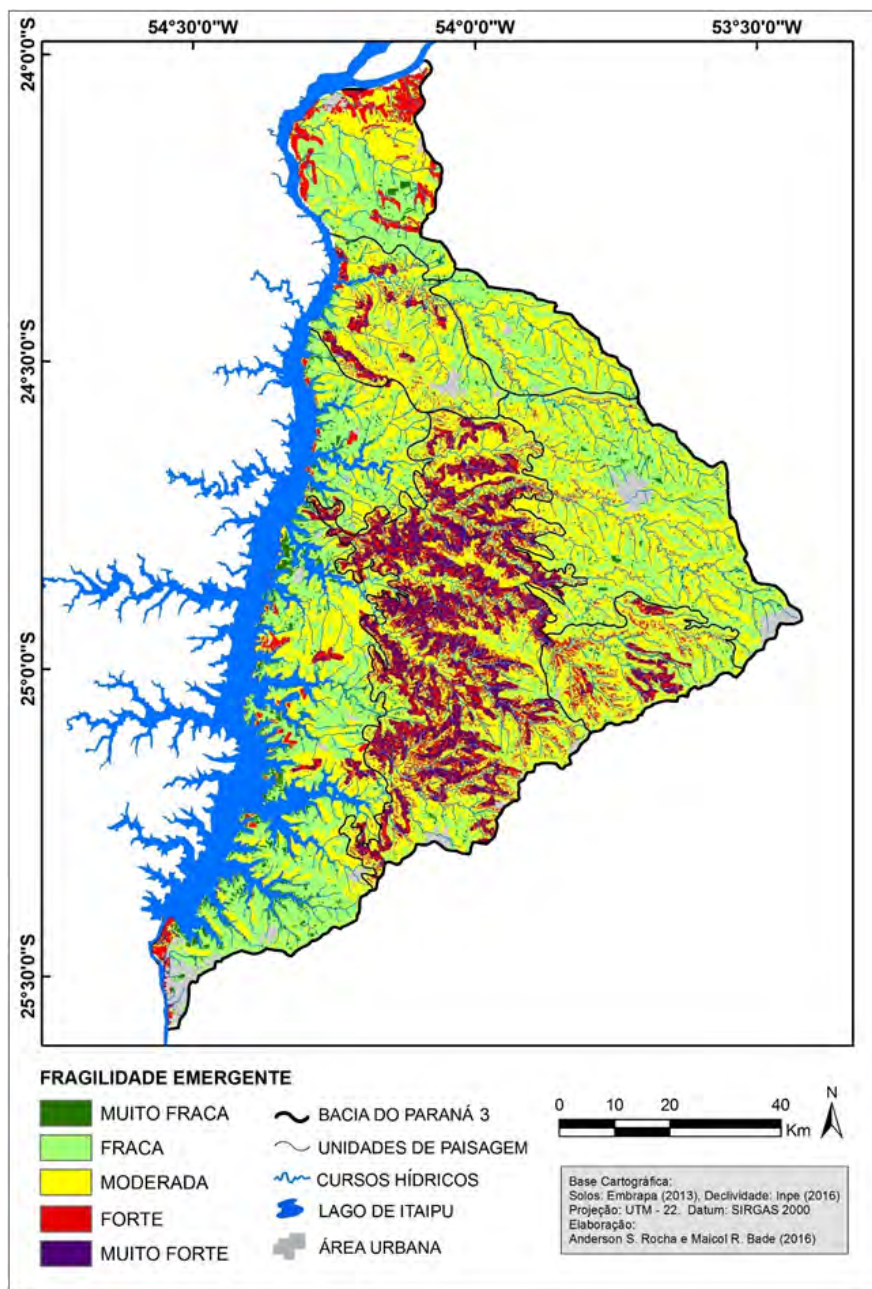 54°30'0"W 54°0'0"W 53°30'0"W
24°0'0"S
24°30'0"S
25°0'0"S
25°30'0"S
FRAGILIDADE EMERGENTE
MUITO FRACA
FRACA
MODERADA
FORTE
MUITO FORTE
BACIA DO PARANÁ 3
UNIDADES DE PAISAGEM
CURSOS HÍDRICOS
LAGO DE ITAIPU
ÁREA URBANA
0 10 20 40
Km
N
Base Cartográfica:
Solos: Embrapa (2013), Declividade: Inpe (2016)
Projeção: UTM - 22. Datum: SIRGAS 2000
Elaboração:
Anderson S. Rocha e Maicol R. Bade (2016)